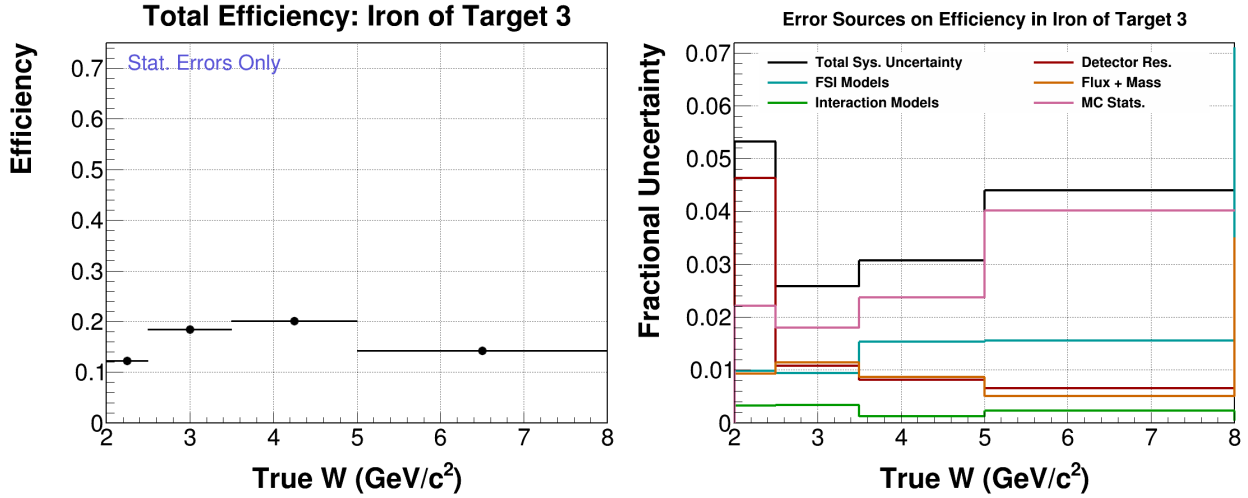 Total Efficiency: Iron of Target 3
Efficiency
Stat. Errors Only
0.7
0.6
0.5
0.4
0.3
0.2
0.1
0
2 3 4 5 6 7 8
True W (GeV/c²)
Error Sources on Efficiency in Iron of Target 3
Fractional Uncertainty
Total Sys. Uncertainty
FSI Models
Interaction Models
Detector Res.
Flux + Mass
MC Stats.
0.07
0.06
0.05
0.04
0.03
0.02
0.01
0
2 3 4 5 6 7 8
True W (GeV/c²)